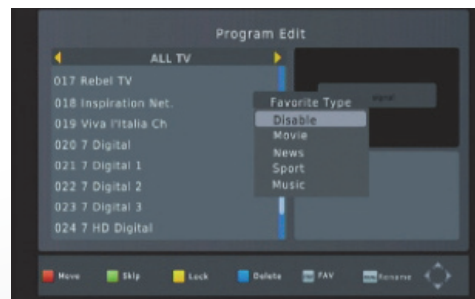 Program Edit
ALL TV
017 Rebel TV
018 Inspiration Net.
019 Viva l'Italia Ch
020 7 Digital
021 7 Digital 1
022 7 Digital 2
023 7 Digital 3
024 7 HD Digital
Signal
Favorite Type
Disable
Movie
News
Sport
Music
Move Skip Lock Delete FAV Rename